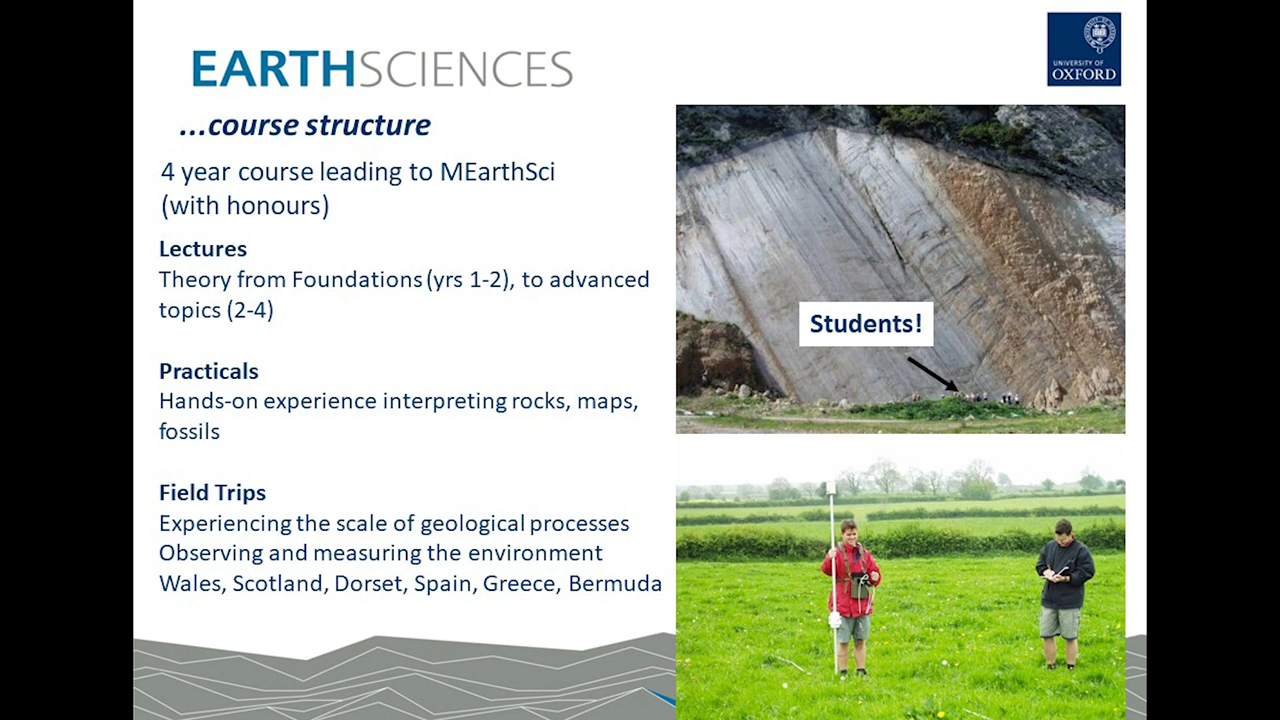 EARTHSCIENCES
UNIVERSITY OF
OXFORD
...course structure
4 year course leading to MEarthSci
(with honours)
Lectures
Theory from Foundations (yrs 1-2), to advanced
topics (2-4)
Practicals
Hands-on experience interpreting rocks, maps,
fossils
Field Trips
Experiencing the scale of geological processes
Observing and measuring the environment
Wales, Scotland, Dorset, Spain, Greece, Bermuda
Students!